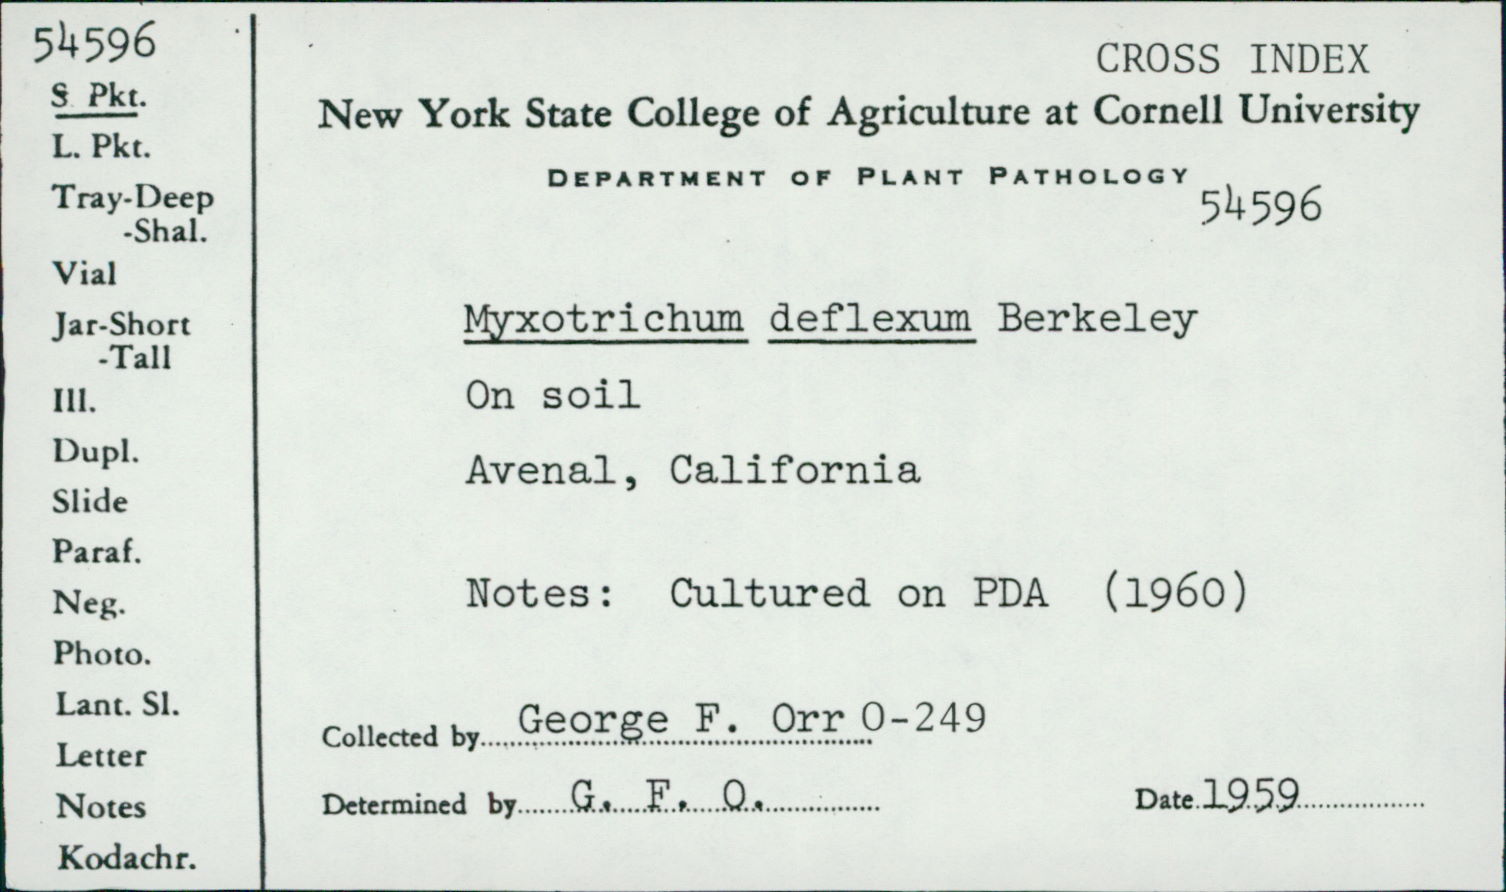 54596
S Pkt.
L. Pkt.
Tray-Deep
-Shal.
Vial
Jar-Short
-Tall
Ill.
Dupl.
Slide
Paraf.
Neg.
Photo.
Lant. Sl.
Letter
Notes
Kodachr.
CROSS INDEX
New York State College of Agriculture at Cornell University
DEPARTMENT OF PLANT PATHOLOGY
54596
Myxotrichum deflexum Berkeley
On soil
Avenal, California
Notes: Cultured on PDA (1960)
Collected by George F. Orr O-249
Determined by G. F. O. Date 1959